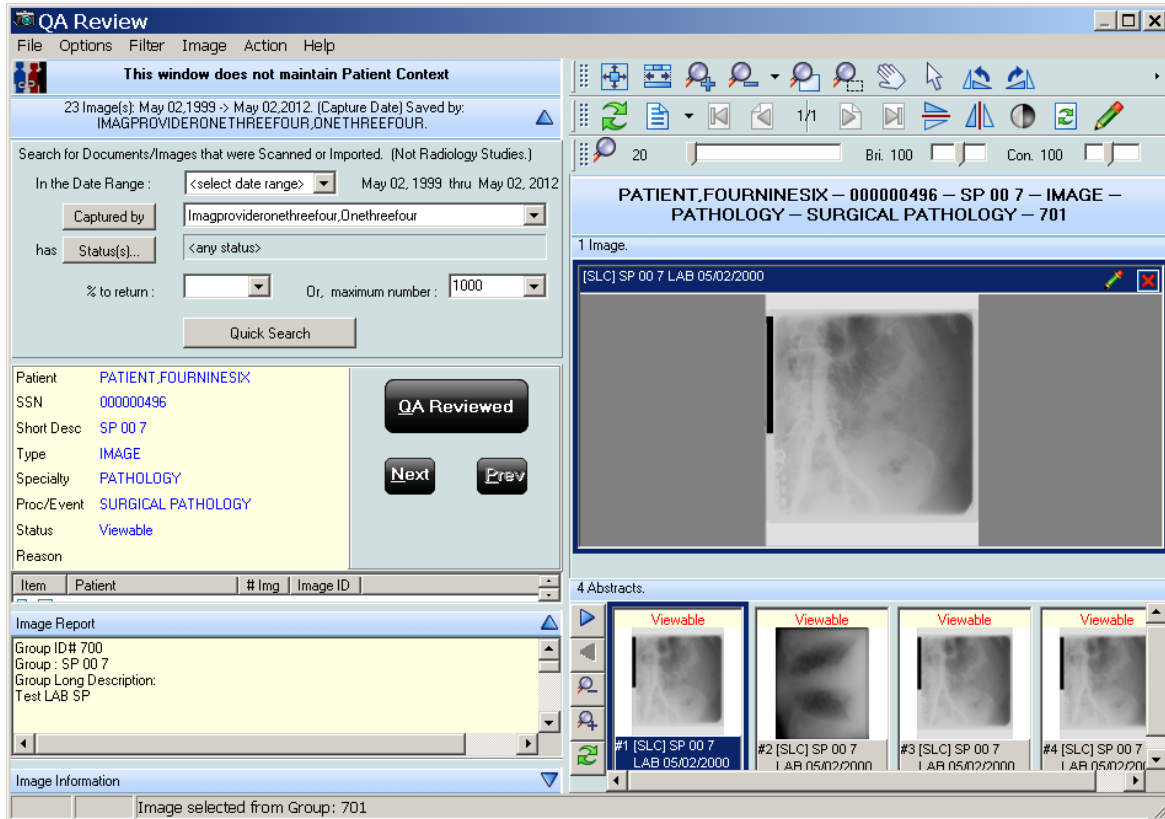 QA Review
File Options Filter Image Action Help
This window does not maintain Patient Context
23 Image(s): May 02,1999 -> May 02,2012. (Capture Date) Saved by:
IMAGPROVIDERONETHREEFOUR,ONETHREEFOUR.
Search for Documents/Images that were Scanned or Imported. (Not Radiology Studies.)
In the Date Range : <select date range> May 02, 1999 thru May 02, 2012
Captured by Imagprovideronethreefour,Onethreefour
has Status(s)... <any status>
% to return : Or, maximum number : 1000
Quick Search
Patient PATIENT,FOURNINESIX
SSN 000000496
Short Desc SP 00 7
Type IMAGE
Specialty PATHOLOGY
Proc/Event SURGICAL PATHOLOGY
Status Viewable
Reason
QA Reviewed
Next Prev
Item Patient # Img Image ID
Image Report
Group ID# 700
Group : SP 00 7
Group Long Description:
Test LAB SP
Image Information
Image selected from Group: 701
1/1
20 Bri. 100 Con. 100
PATIENT,FOURNINESIX – 000000496 – SP 00 7 – IMAGE –
PATHOLOGY – SURGICAL PATHOLOGY – 701
1 Image.
[SLC] SP 00 7 LAB 05/02/2000
4 Abstracts.
Viewable Viewable Viewable Viewable
#1 [SLC] SP 00 7 #2 [SLC] SP 00 7 #3 [SLC] SP 00 7 #4 [SLC] SP 00 7
LAB 05/02/2000 LAB 05/02/2000 LAB 05/02/2000 LAB 05/02/20